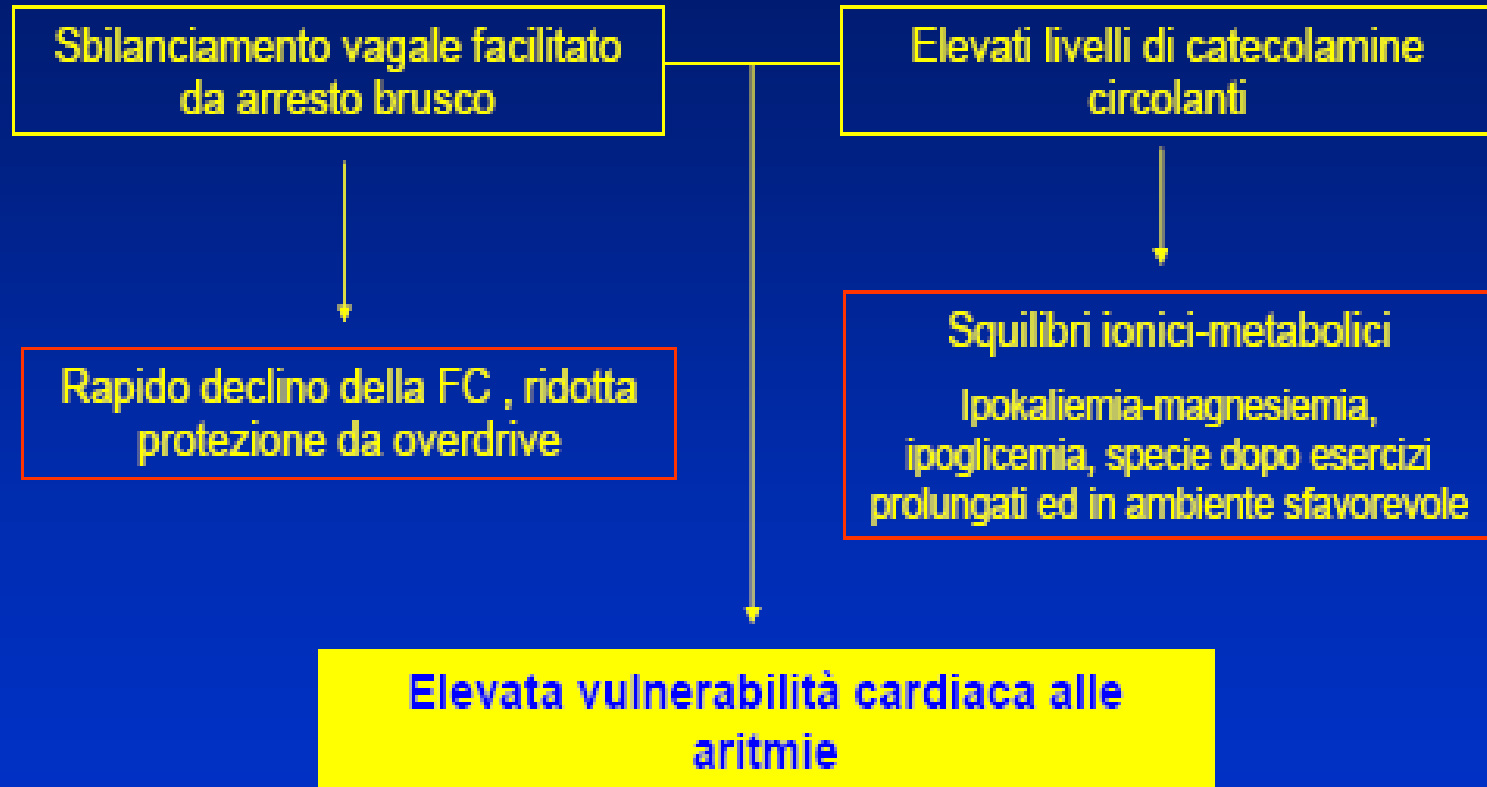 Sbilanciamento vagale facilitato
da arresto brusco
Elevati livelli di catecolamine
circolanti
Rapido declino della FC , ridotta
protezione da overdrive
Squilibri ionici-metabolici
Ipokaliemia-magnesiemia,
ipoglicemia, specie dopo esercizi
prolungati ed in ambiente sfavorevole
Elevata vulnerabilità cardiaca alle
aritmie